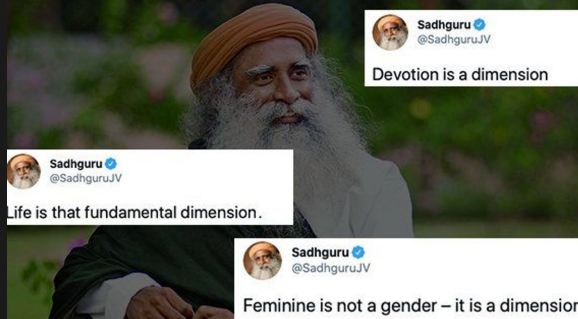 Sadhguru
@SadhguruJV
Devotion is a dimension
Sadhguru
@SadhguruJV
Life is that fundamental dimension.
Sadhguru
@SadhguruJV
Feminine is not a gender – it is a dimension